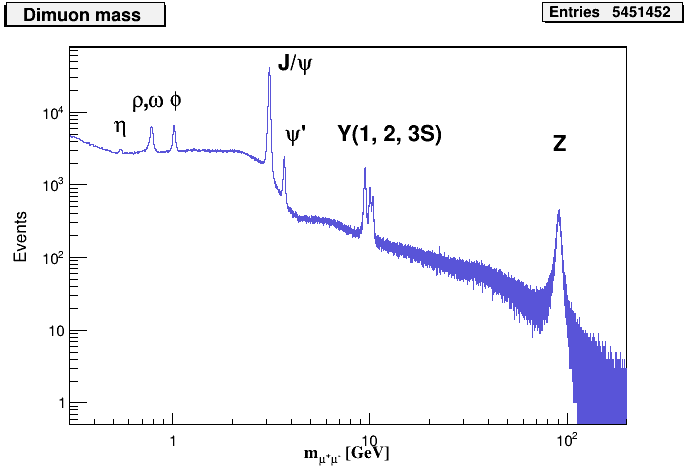 Dimuon mass
Entries 5451452
J/ψ
ρ,ω ϕ
η
ψ'
Y(1, 2, 3S)
Z
Events
10⁴
10³
10²
10
1
1 10 10²
m_μ⁺μ⁻ [GeV]